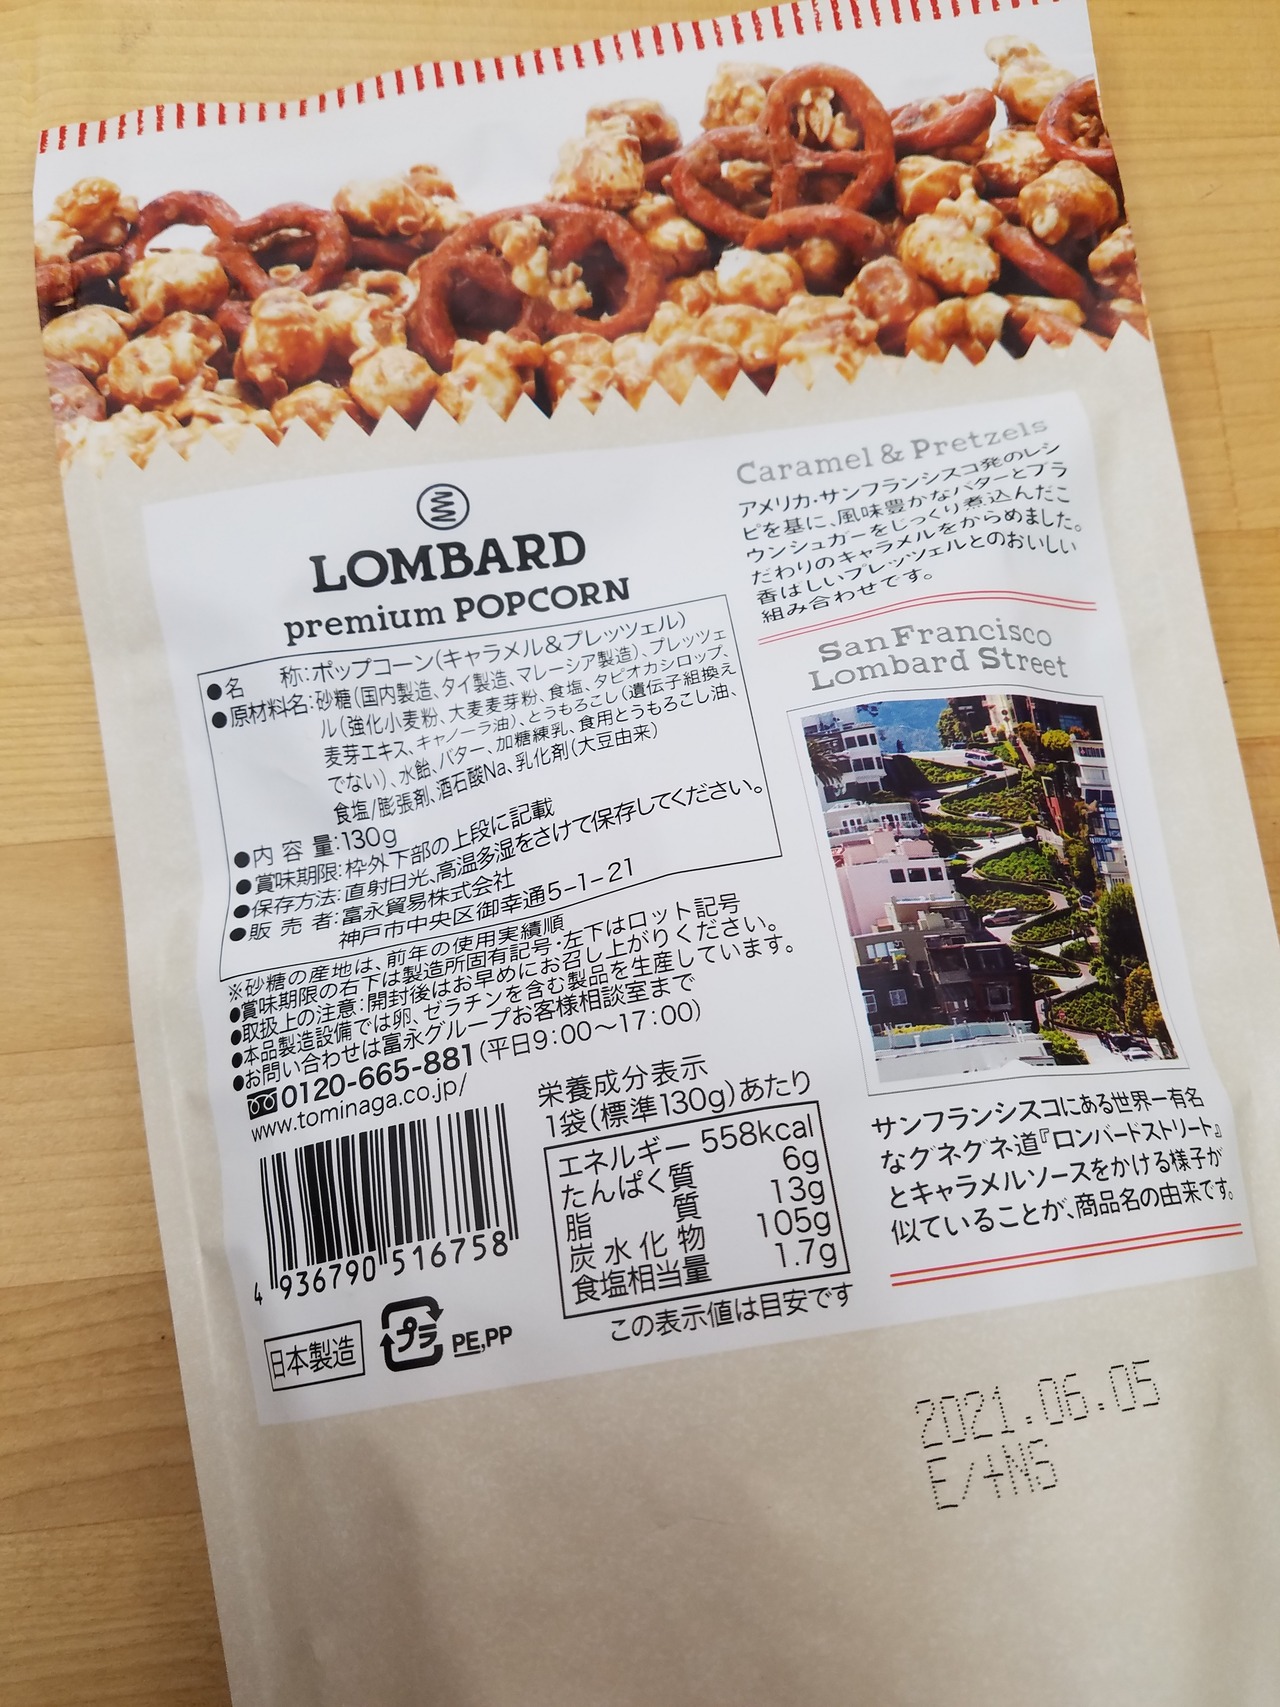 LOMBARD
premium POPCORN
●名 称:ポップコーン(キャラメル&プレッツェル)
●原材料名:砂糖(国内製造、タイ製造、マレーシア製造)、プレッツェ
ル(強化小麦粉、大麦麦芽粉、食塩、タピオカシロップ、
麦芽エキス、キャノーラ油)、とうもろこし(遺伝子組換え
でない)、水飴、バター、加糖練乳、食用とうもろこし油、
食塩/膨張剤、酒石酸Na、乳化剤(大豆由来)
●内容量:130g
●賞味期限:枠外下部の上段に記載
●保存方法:直射日光、高温多湿をさけて保存してください。
●販売者:富永貿易株式会社
神戸市中央区御幸通5-1-21
※砂糖の産地は、前年の使用実績順
●賞味期限の右下は製造所固有記号・左下はロット記号
●取扱上の注意:開封後はお早めにお召し上がりください。
●本品製造設備では卵、ゼラチンを含む製品を生産しています。
●お問い合わせは富永グループお客様相談室まで
0120-665-881(平日9:00~17:00)
www.tominaga.co.jp/
4 936790 516758
日本製造
プラ
PE,PP
栄養成分表示
1袋(標準130g)あたり
エネルギー 558kcal
たんぱく質 6g
脂質 13g
炭水化物 105g
食塩相当量 1.7g
この表示値は目安です
Caramel & Pretzels
アメリカ・サンフランシスコ発のレシ
ピを基に、風味豊かなバターとブラ
ウンシュガーをじっくり煮込んだこ
だわりのキャラメルをからめました。
香ばしいプレッツェルとのおいしい
組み合わせです。
San Francisco
Lombard Street
サンフランシスコにある世界一有名
なグネグネ道『ロンバードストリート』
とキャラメルソースをかける様子が
似ていることが、商品名の由来です。
2021.06.05
E/+N5